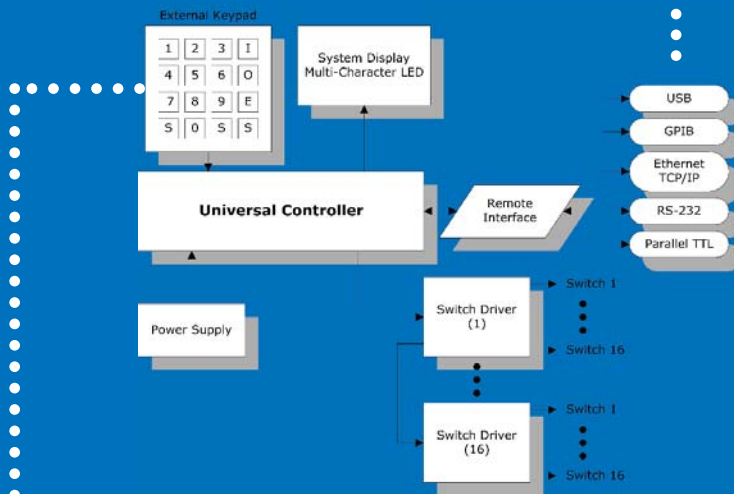 External Keypad
1 2 3 I
4 5 6 O
7 8 9 E
S 0 S S
System Display
Multi-Character LED
USB
GPIB
Ethernet
TCP/IP
RS-232
Parallel TTL
Universal Controller
Remote
Interface
Power Supply
Switch Driver
(1)
Switch 1
Switch 16
Switch Driver
(16)
Switch 1
Switch 16